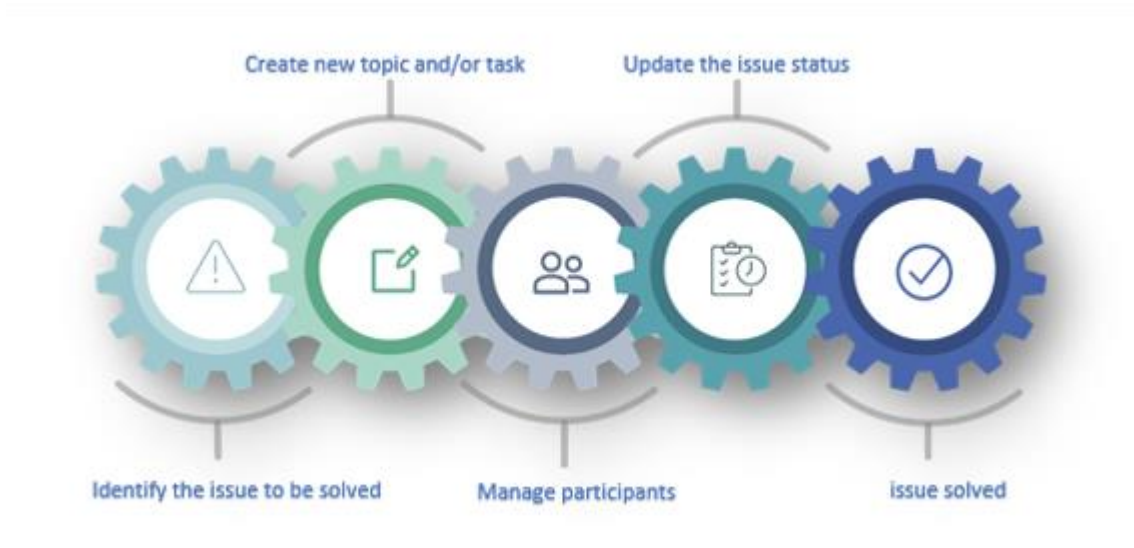 Create new topic and/or task
Update the issue status
Identify the issue to be solved
Manage participants
issue solved